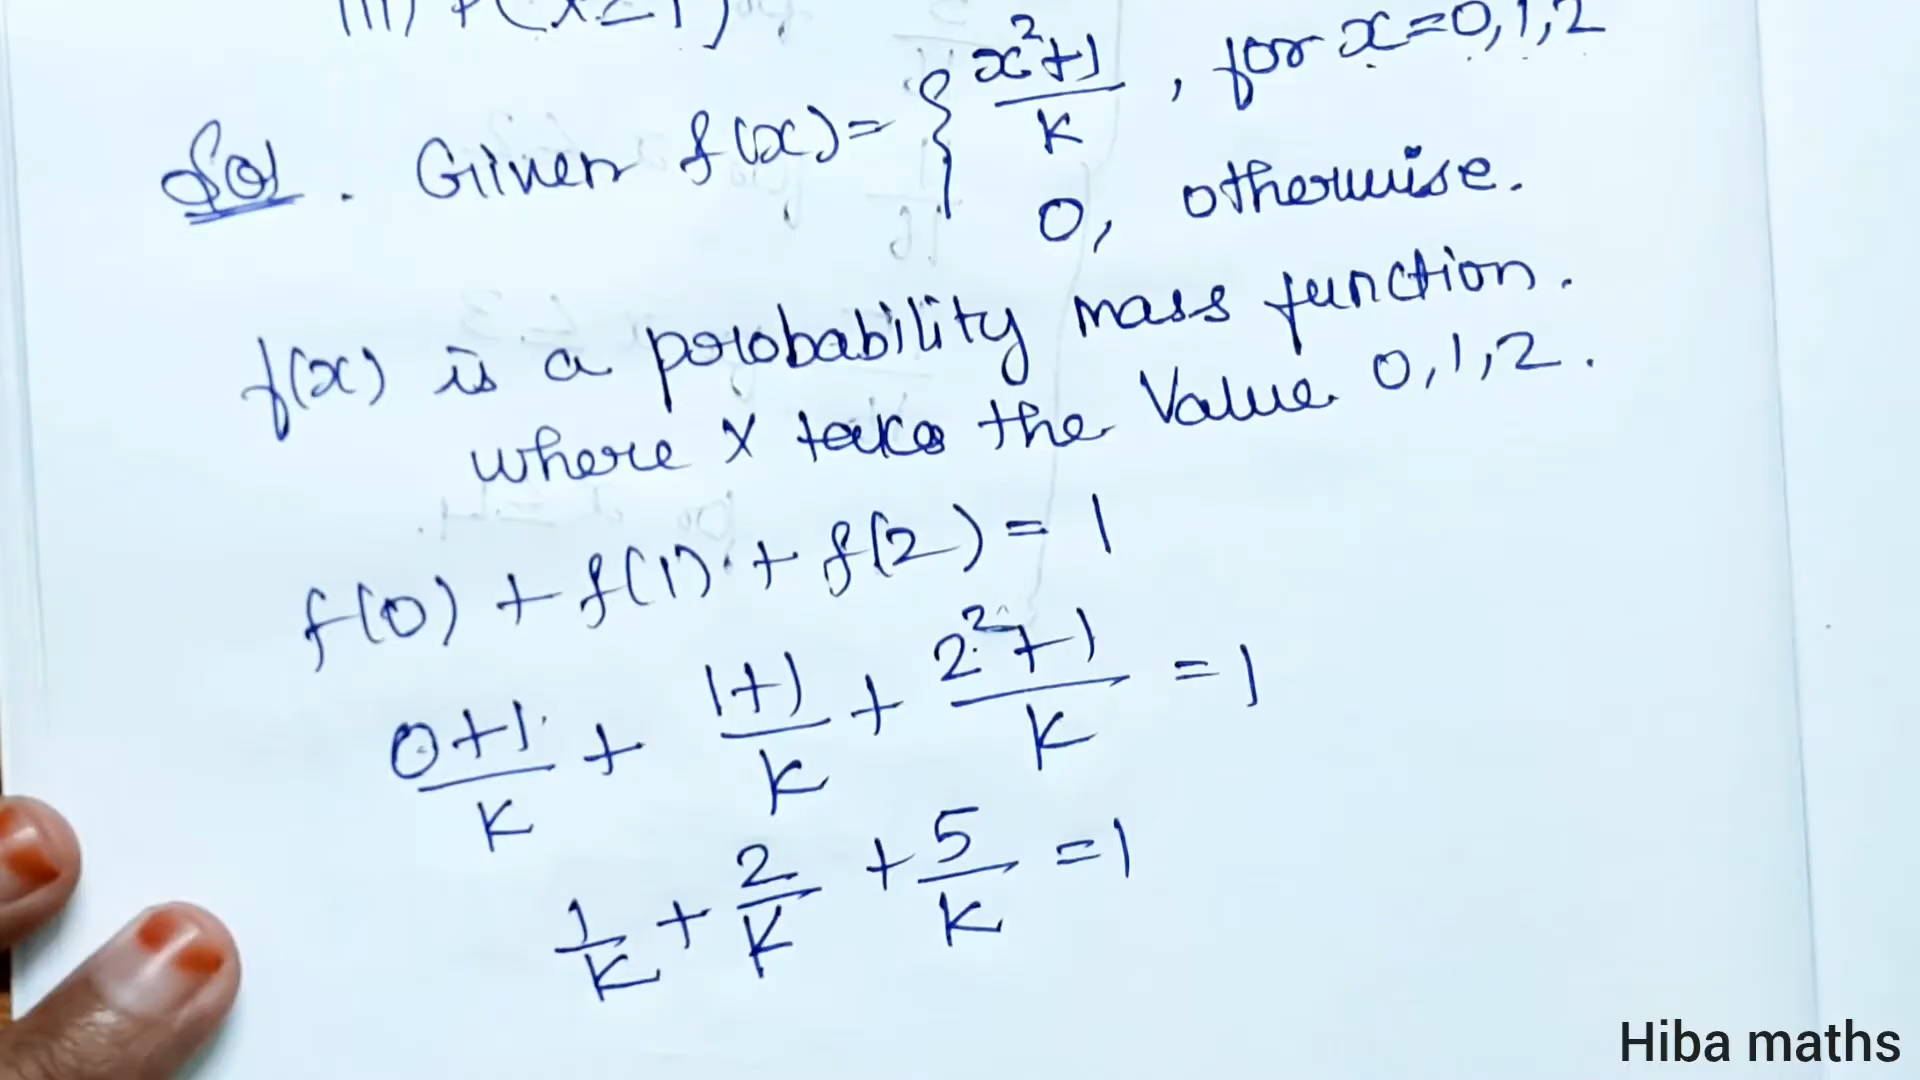 iii) P(X≥1)
Sol. Given f(x) = { x²+1/k , for x=0,1,2
0, otherwise.
f(x) is a probability mass function.
where X takes the Value 0,1,2.
f(0) + f(1) + f(2) = 1
0+1/k + 1+1/k + 2²+1/k = 1
1/k + 2/k + 5/k = 1
Hiba maths